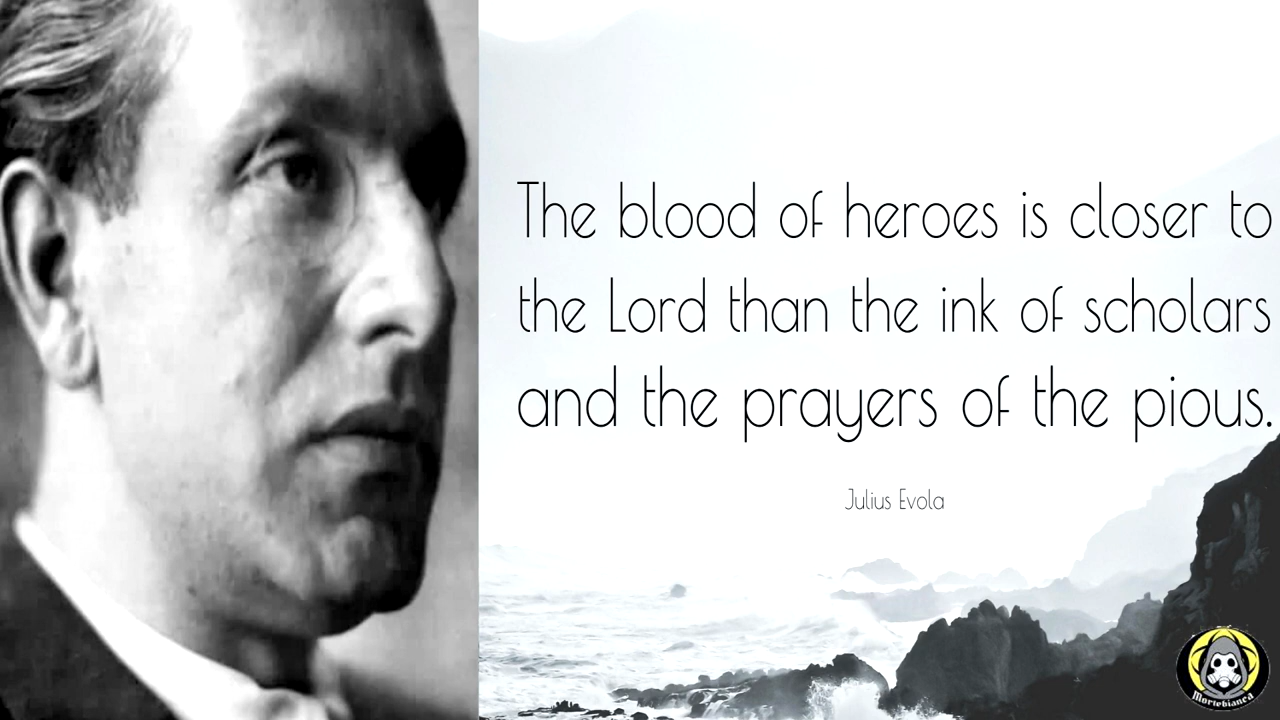 The blood of heroes is closer to
the Lord than the ink of scholars
and the prayers of the pious.
Julius Evola
Mortebianca